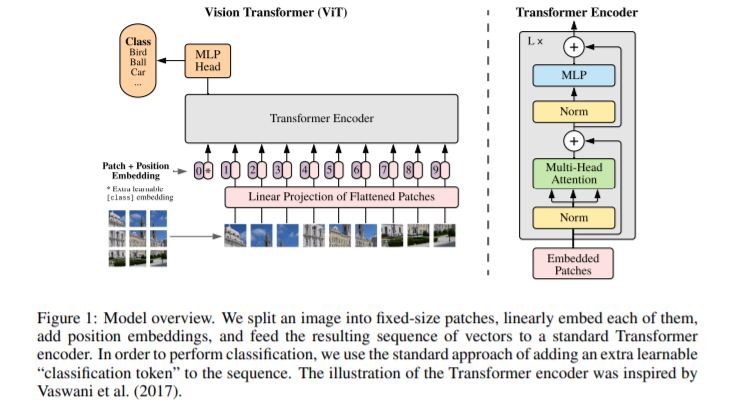 Vision Transformer (ViT)
Transformer Encoder
Class
Bird
Ball
Car
...
MLP
Head
Transformer Encoder
Patch + Position
Embedding
* Extra learnable
[class] embedding
0 * 1 2 3 4 5 6 7 8 9
Linear Projection of Flattened Patches
L x
+
MLP
Norm
+
Multi-Head
Attention
Norm
Embedded
Patches
Figure 1: Model overview. We split an image into fixed-size patches, linearly embed each of them,
add position embeddings, and feed the resulting sequence of vectors to a standard Transformer
encoder. In order to perform classification, we use the standard approach of adding an extra learnable
“classification token” to the sequence. The illustration of the Transformer encoder was inspired by
Vaswani et al. (2017).